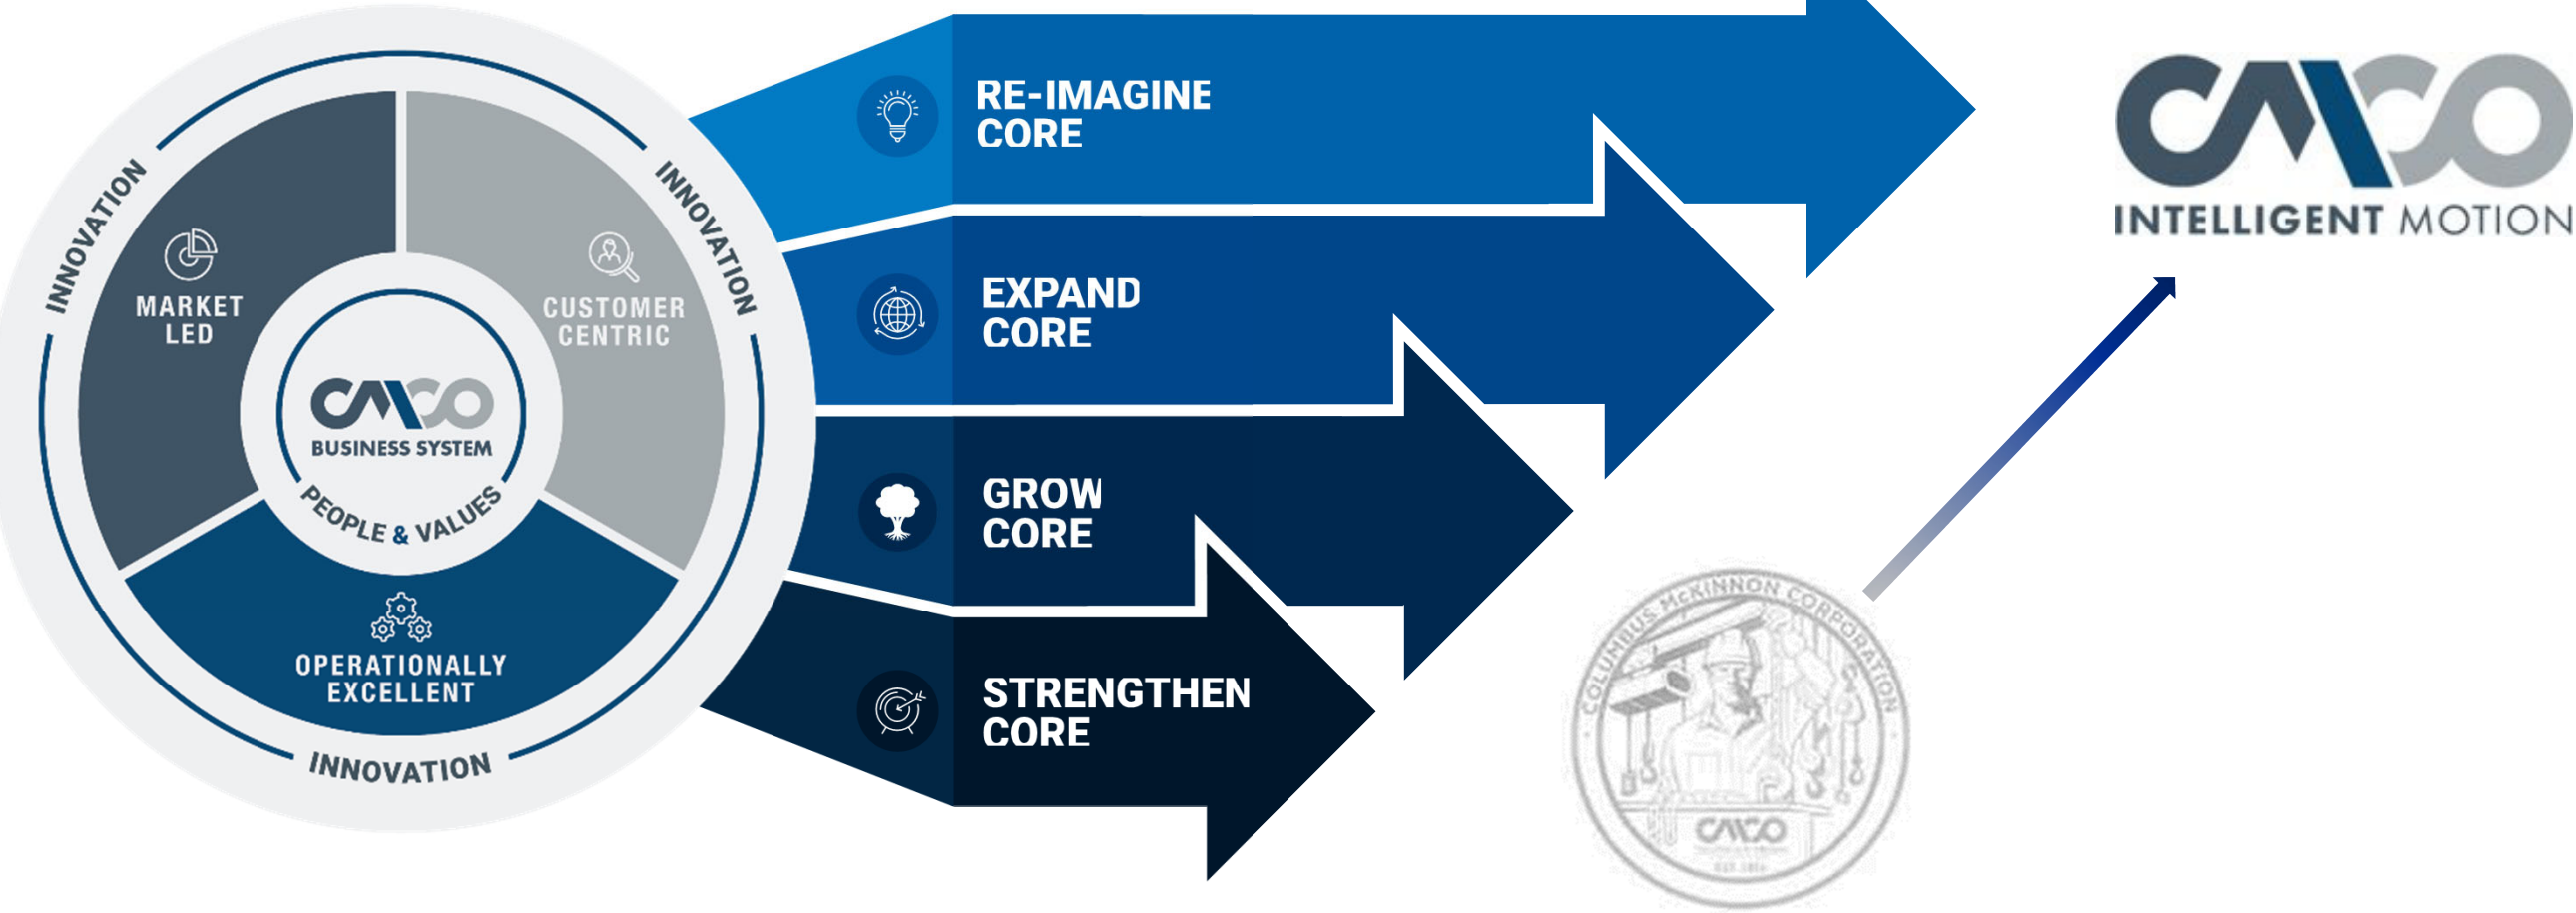 INNOVATION
INNOVATION
MARKET
LED
CUSTOMER
CENTRIC
CMCO
BUSINESS SYSTEM
PEOPLE & VALUES
OPERATIONALLY
EXCELLENT
INNOVATION
RE-IMAGINE
CORE
EXPAND
CORE
GROW
CORE
STRENGTHEN
CORE
CMCO
INTELLIGENT MOTION
COLUMBUS McKINNON CORPORATION
CMCO